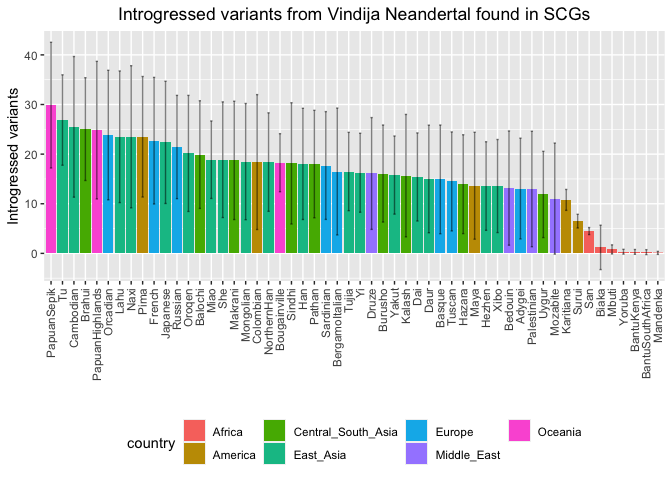 Introgressed variants from Vindija Neandertal found in SCGs
Introgressed variants
40
30
20
10
0
PapuanSepik
Tu
Cambodian
Brahui
PapuanHighlands
Orcadian
Lahu
Naxi
Pima
French
Japanese
Russian
Oroqen
Balochi
Miao
She
Makrani
Mongolian
Colombian
NorthernHan
Bougainville
Sindhi
Han
Pathan
Sardinian
BergamoItalian
Tujia
Yi
Druze
Burusho
Yakut
Kalash
Dai
Daur
Basque
Tuscan
Hazara
Maya
Hezhen
Xibo
Bedouin
Adygei
Palestinian
Uygur
Mozabite
Karitiana
Surui
San
Biaka
Mbuti
Yoruba
BantuKenya
BantuSouthAfrica
Mandenka
country
Africa
America
Central_South_Asia
East_Asia
Europe
Middle_East
Oceania